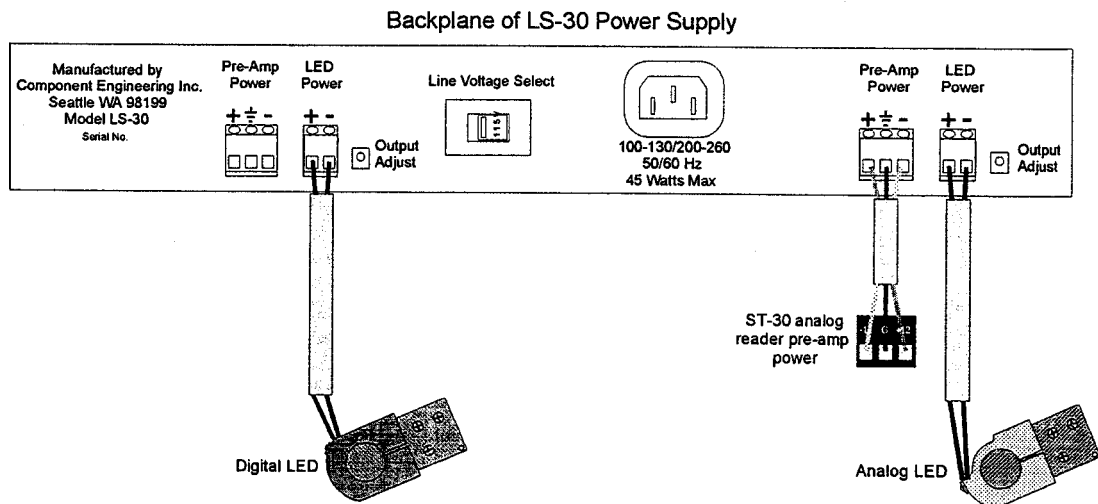 Backplane of LS-30 Power Supply
Manufactured by
Component Engineering Inc.
Seattle WA 98199
Model LS-30
Serial No.
Pre-Amp
Power
+ ⏚ -
LED
Power
+ -
Output
Adjust
Line Voltage Select
115V
100-130/200-260
50/60 Hz
45 Watts Max
Pre-Amp
Power
+ ⏚ -
LED
Power
+ -
Output
Adjust
ST-30 analog
reader pre-amp
power
Digital LED
Analog LED